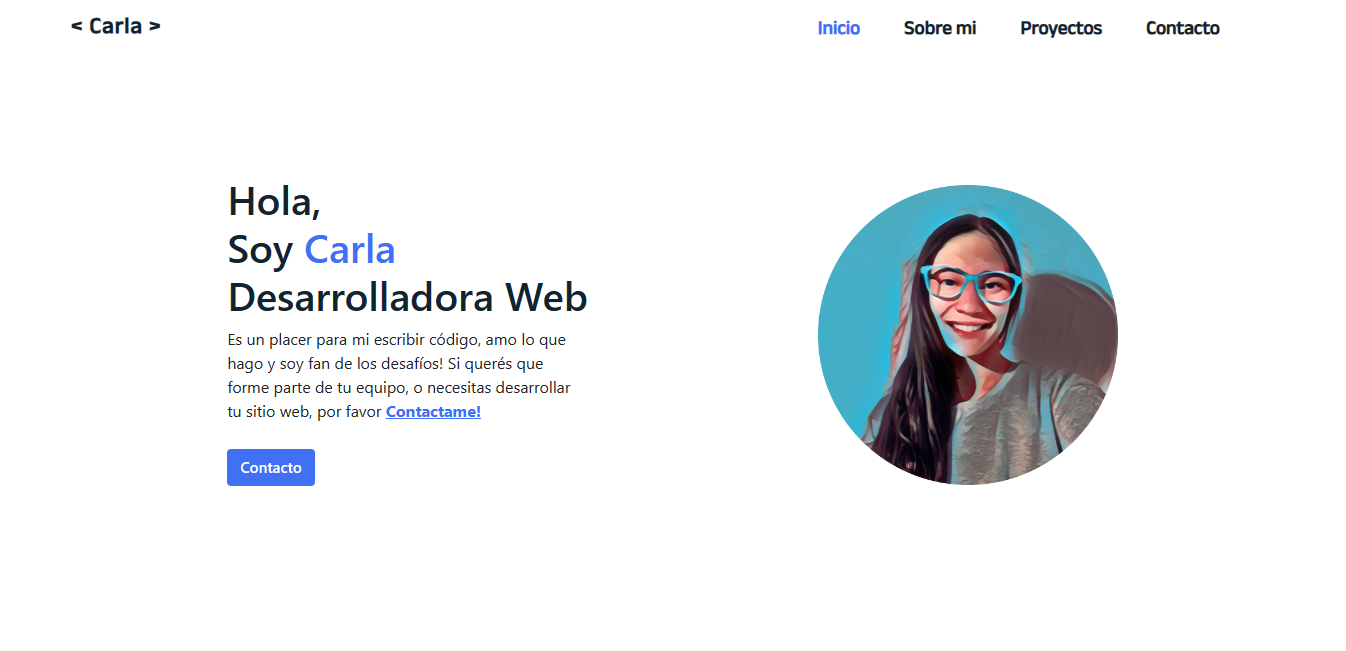 < Carla >
Inicio Sobre mi Proyectos Contacto
Hola,
Soy Carla
Desarrolladora Web
Es un placer para mi escribir código, amo lo que
hago y soy fan de los desafíos! Si querés que
forme parte de tu equipo, o necesitas desarrollar
tu sitio web, por favor Contactame!
Contacto